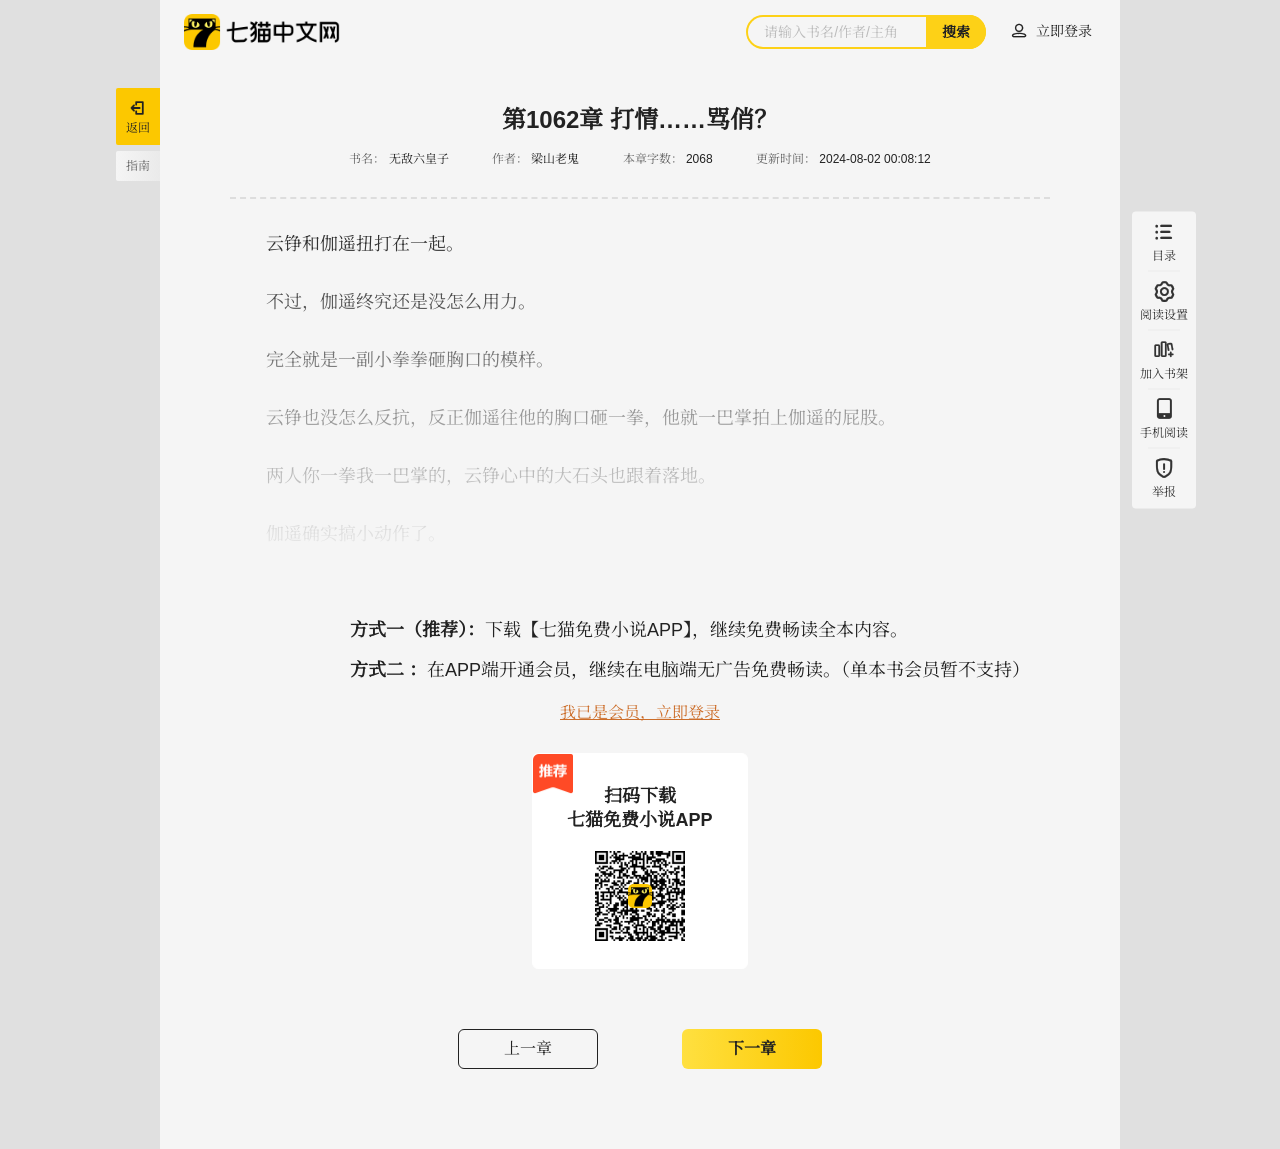 七猫中文网
请输入书名/作者/主角
搜索
立即登录
返回
指南
第1062章 打情……骂俏？
书名： 无敌六皇子 作者： 梁山老鬼 本章字数： 2068 更新时间： 2024-08-02 00:08:12
云铮和伽遥扭打在一起。
不过，伽遥终究还是没怎么用力。
完全就是一副小拳拳砸胸口的模样。
云铮也没怎么反抗，反正伽遥往他的胸口砸一拳，他就一巴掌拍上伽遥的屁股。
两人你一拳我一巴掌的，云铮心中的大石头也跟着落地。
伽遥确实搞小动作了。
目录
阅读设置
加入书架
手机阅读
举报
方式一（推荐）：下载【七猫免费小说APP】，继续免费畅读全本内容。
方式二 ：在APP端开通会员，继续在电脑端无广告免费畅读。（单本书会员暂不支持）
我已是会员，立即登录
推荐
扫码下载
七猫免费小说APP
上一章
下一章